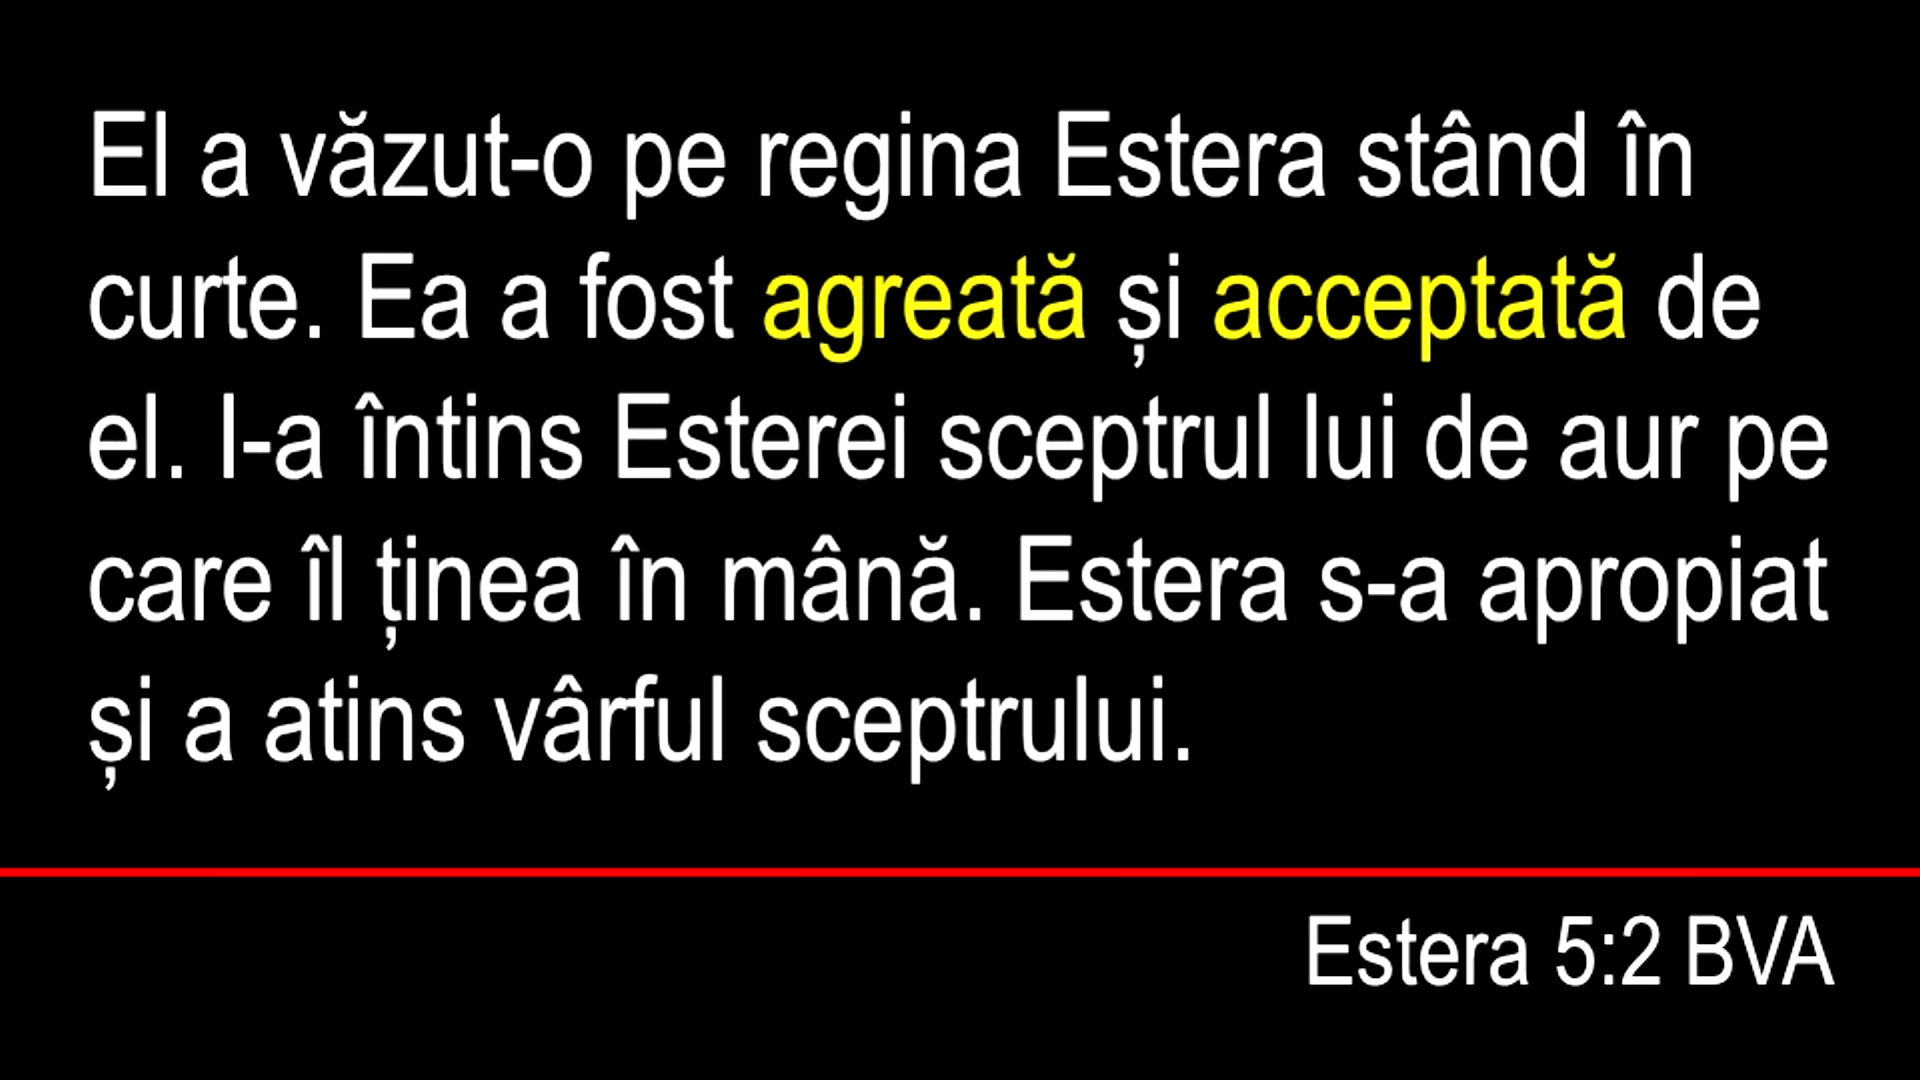 El a văzut-o pe regina Estera stând în
curte. Ea a fost agreată și acceptată de
el. I-a întins Esterei sceptrul lui de aur pe
care îl ținea în mână. Estera s-a apropiat
și a atins vârful sceptrului.
Estera 5:2 BVA